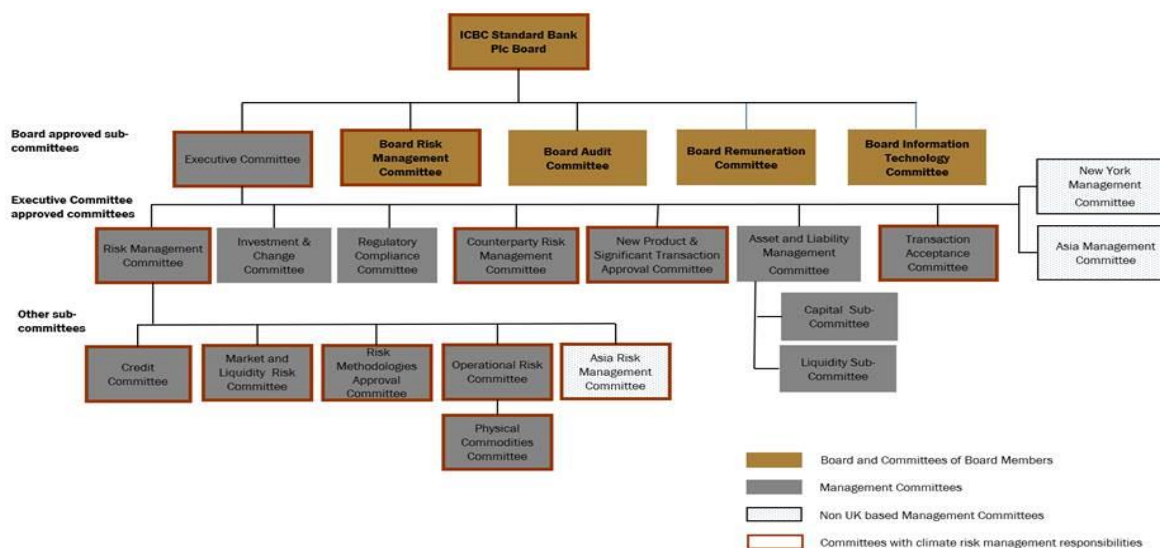 ICBC Standard Bank
Plc Board
Board approved sub-
committees
Executive Committee
Board Risk
Management
Committee
Board Audit
Committee
Board Remuneration
Committee
Board Information
Technology
Committee
New York
Management
Committee
Asia Management
Committee
Executive Committee
approved committees
Risk Management
Committee
Investment &
Change
Committee
Regulatory
Compliance
Committee
Counterparty Risk
Management
Committee
New Product &
Significant Transaction
Approval Committee
Asset and Liability
Management
Committee
Transaction
Acceptance
Committee
Capital Sub-
Committee
Liquidity Sub-
Committee
Other sub-
committees
Credit
Committee
Market and
Liquidity Risk
Committee
Risk
Methodologies
Approval
Committee
Operational Risk
Committee
Asia Risk
Management
Committee
Physical
Commodities
Committee
Board and Committees of Board Members
Management Committees
Non UK based Management Committees
Committees with climate risk management responsibilities